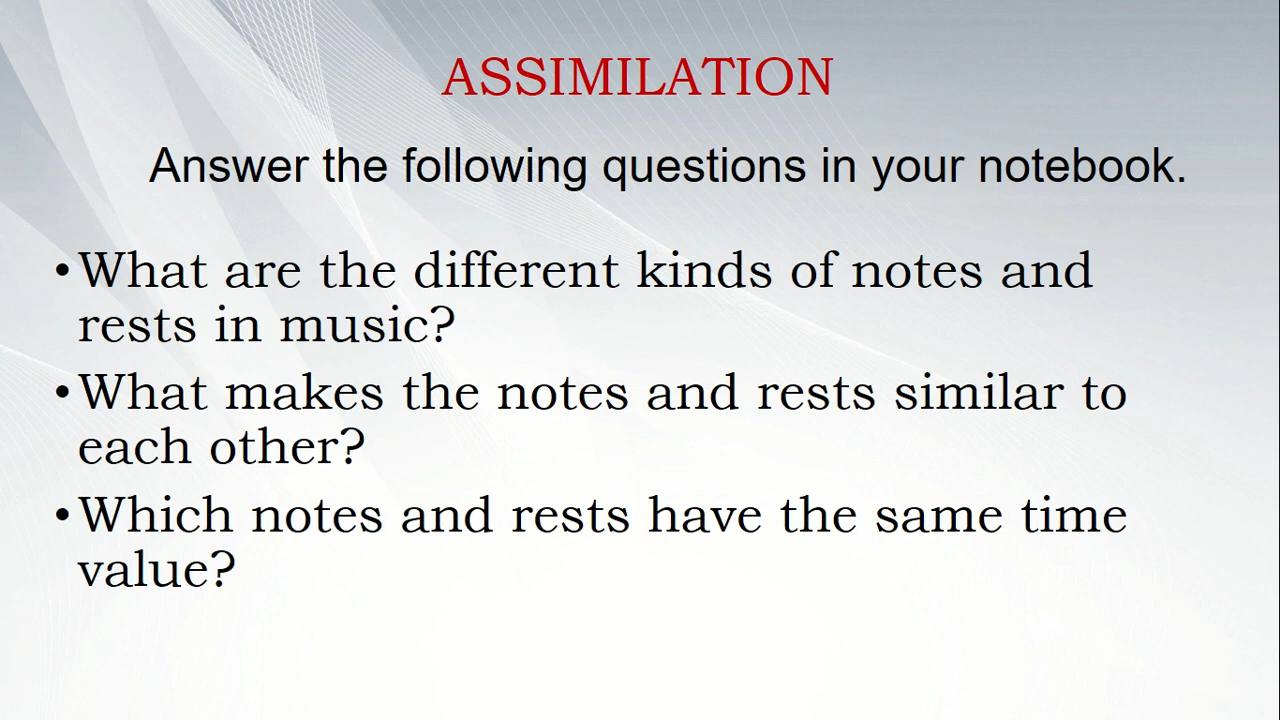 ASSIMILATION
Answer the following questions in your notebook.
•What are the different kinds of notes and
rests in music?
•What makes the notes and rests similar to
each other?
•Which notes and rests have the same time
value?